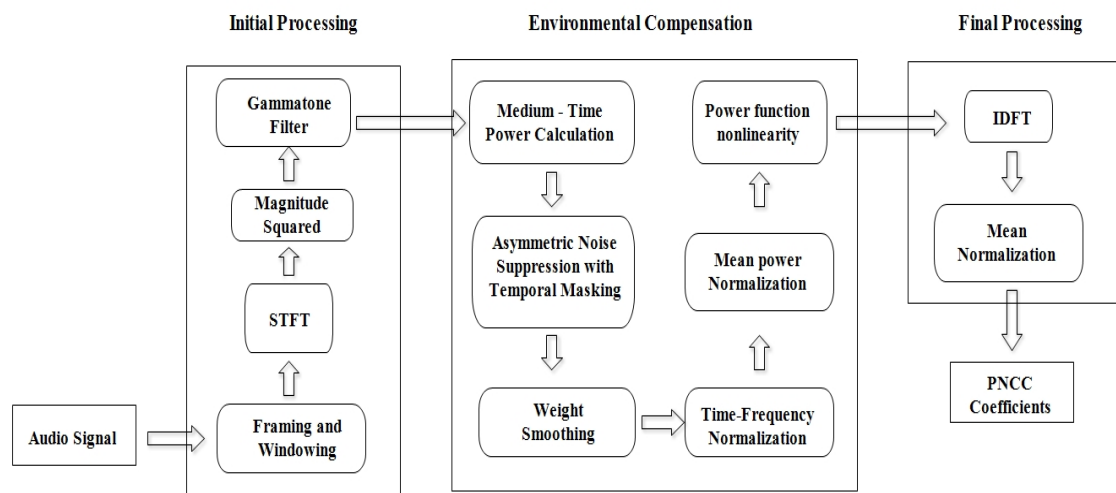 Initial Processing
Environmental Compensation
Final Processing
Audio Signal
Framing and
Windowing
STFT
Magnitude
Squared
Gammatone
Filter
Medium - Time
Power Calculation
Asymmetric Noise
Suppression with
Temporal Masking
Weight
Smoothing
Time-Frequency
Normalization
Mean power
Normalization
Power function
nonlinearity
IDFT
Mean
Normalization
PNCC
Coefficients